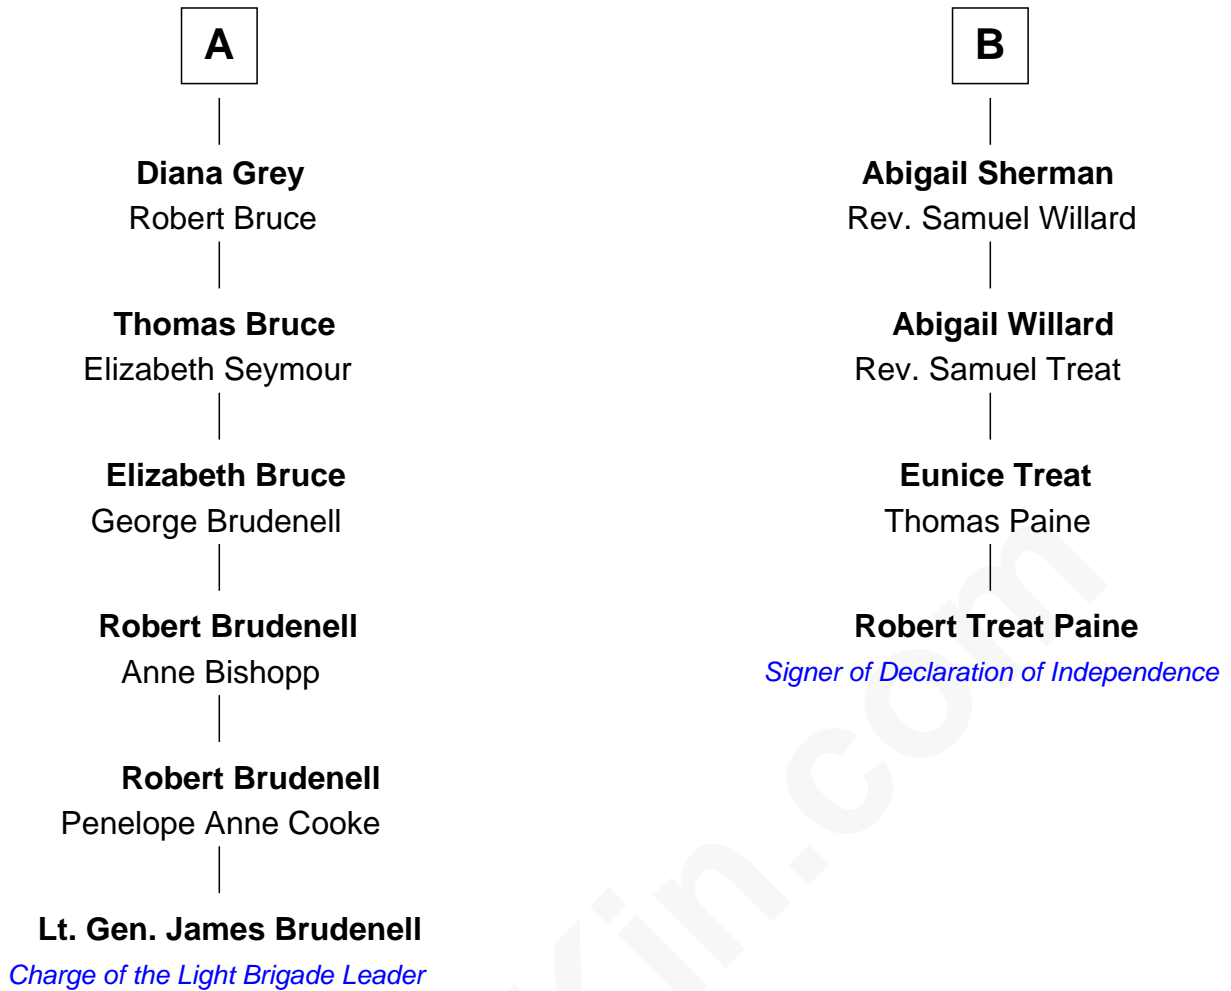 A
Diana Grey
Robert Bruce
Thomas Bruce
Elizabeth Seymour
Elizabeth Bruce
George Brudenell
Robert Brudenell
Anne Bishopp
Robert Brudenell
Penelope Anne Cooke
Lt. Gen. James Brudenell
Charge of the Light Brigade Leader
B
Abigail Sherman
Rev. Samuel Willard
Abigail Willard
Rev. Samuel Treat
Eunice Treat
Thomas Paine
Robert Treat Paine
Signer of Declaration of Independence
Kin.com